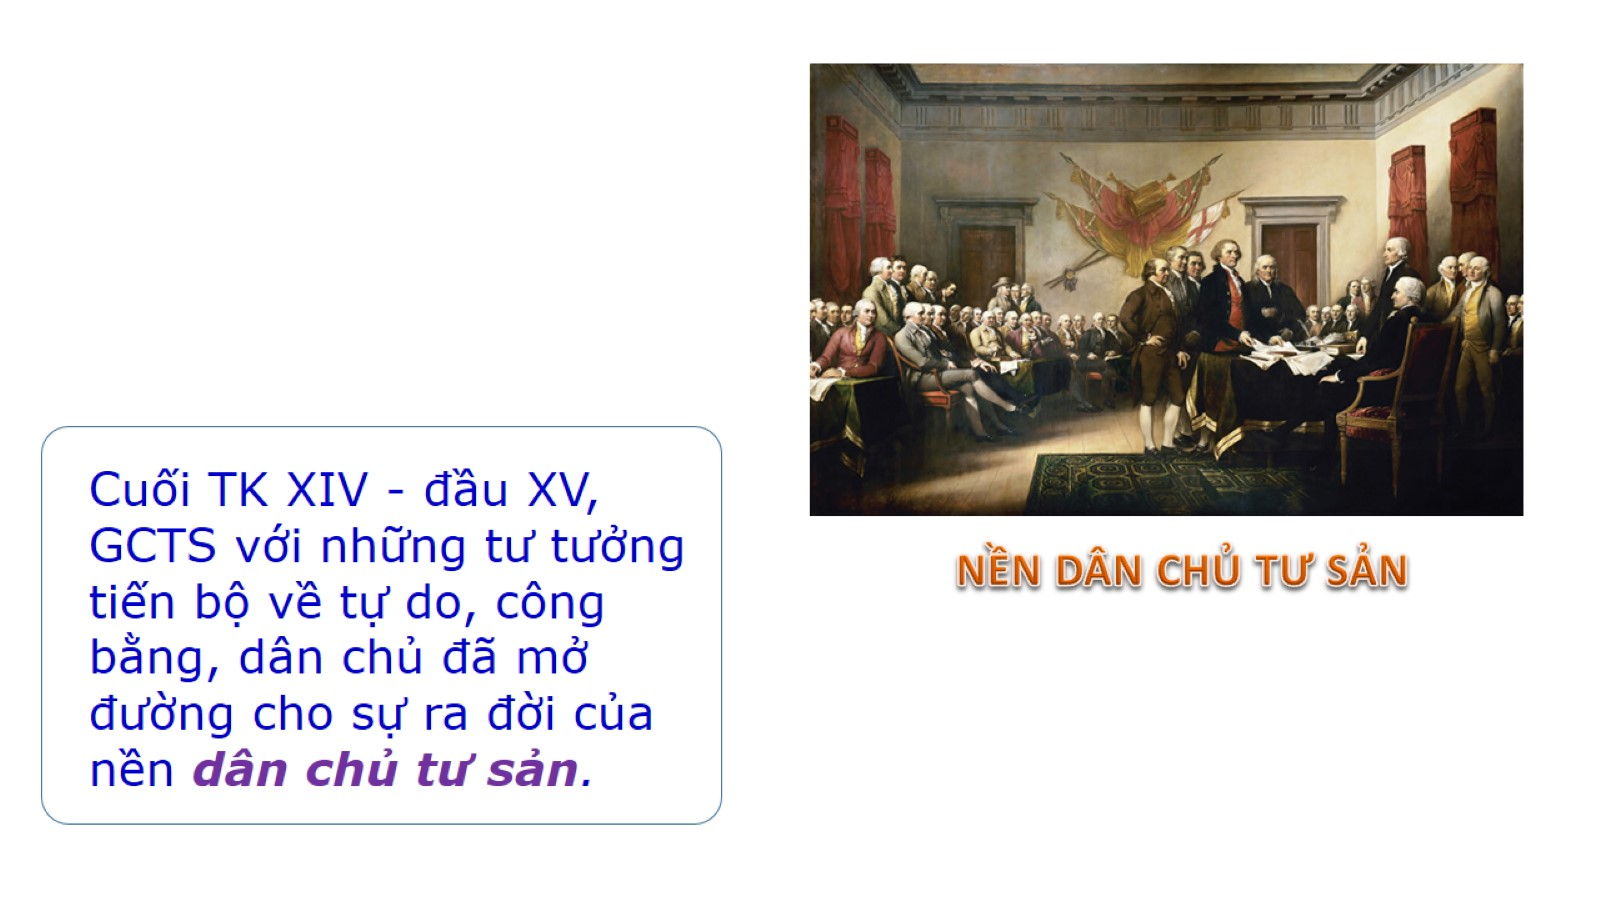 Cuối TK XIV - đầu XV,
GCTS với những tư tưởng
tiến bộ về tự do, công
bằng, dân chủ đã mở
đường cho sự ra đời của
nền dân chủ tư sản.
NỀN DÂN CHỦ TƯ SẢN